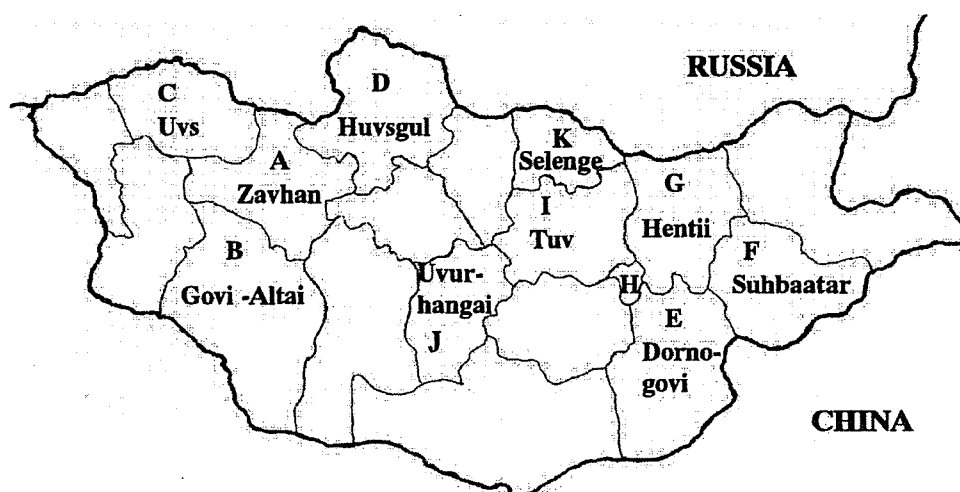 RUSSIA
C
Uvs
D
Huvsgul
K
Selenge
A
Zavhan
G
Hentii
I
Tuv
B
Govi -Altai
Uvur-
hangai
J
H
F
Suhbaatar
E
Dorno-
govi
CHINA